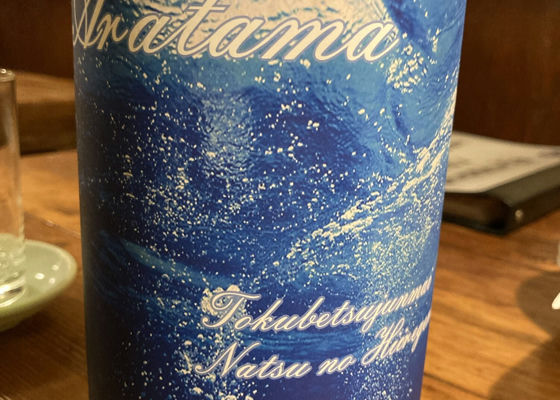 Aratama
Tokubetsujunmai
Natsu no